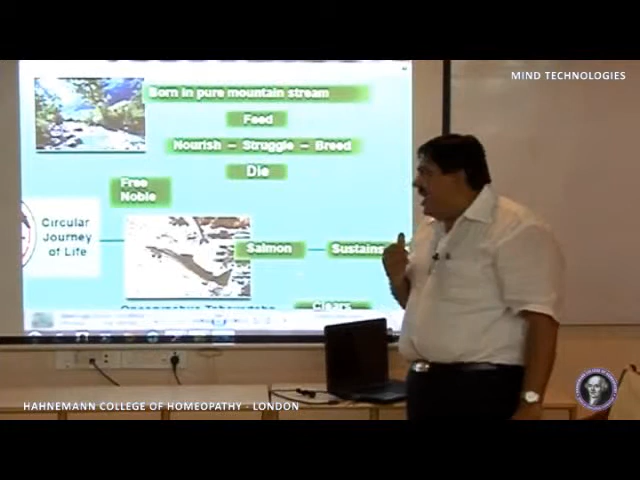 MIND TECHNOLOGIES
Born in pure mountain stream
Feed
Nourish – Struggle – Breed
Die
Free
Noble
Circular
Journey
of Life
Salmon
Sustains
Clears
HAHNEMANN COLLEGE OF HOMEOPATHY - LONDON